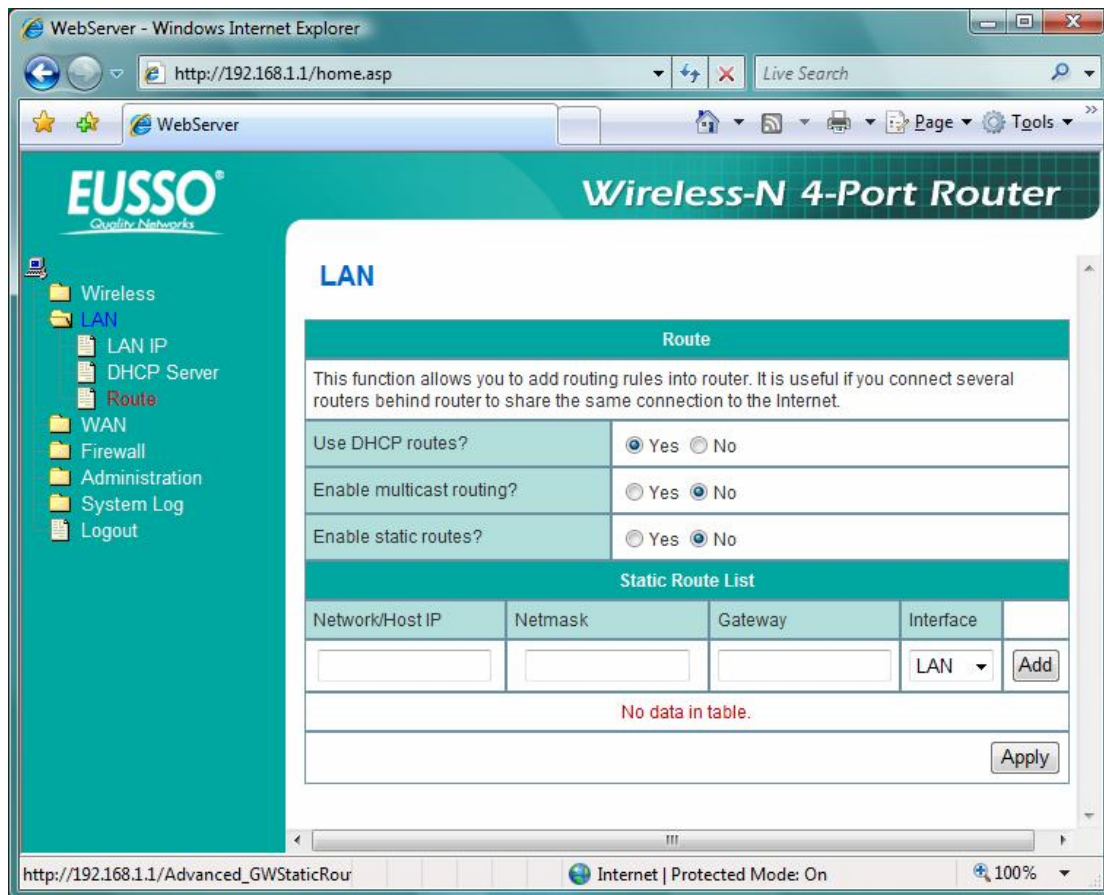 WebServer - Windows Internet Explorer
http://192.168.1.1/home.asp
Live Search
WebServer
Page
Tools
EUSSO®
Quality Networks
Wireless-N 4-Port Router
Wireless
LAN
LAN IP
DHCP Server
Route
WAN
Firewall
Administration
System Log
Logout
LAN
Route
This function allows you to add routing rules into router. It is useful if you connect several
routers behind router to share the same connection to the Internet.
Use DHCP routes? Yes No
Enable multicast routing? Yes No
Enable static routes? Yes No
Static Route List
Network/Host IP Netmask Gateway Interface
LAN Add
No data in table.
Apply
http://192.168.1.1/Advanced_GWStaticRou
Internet | Protected Mode: On
100%